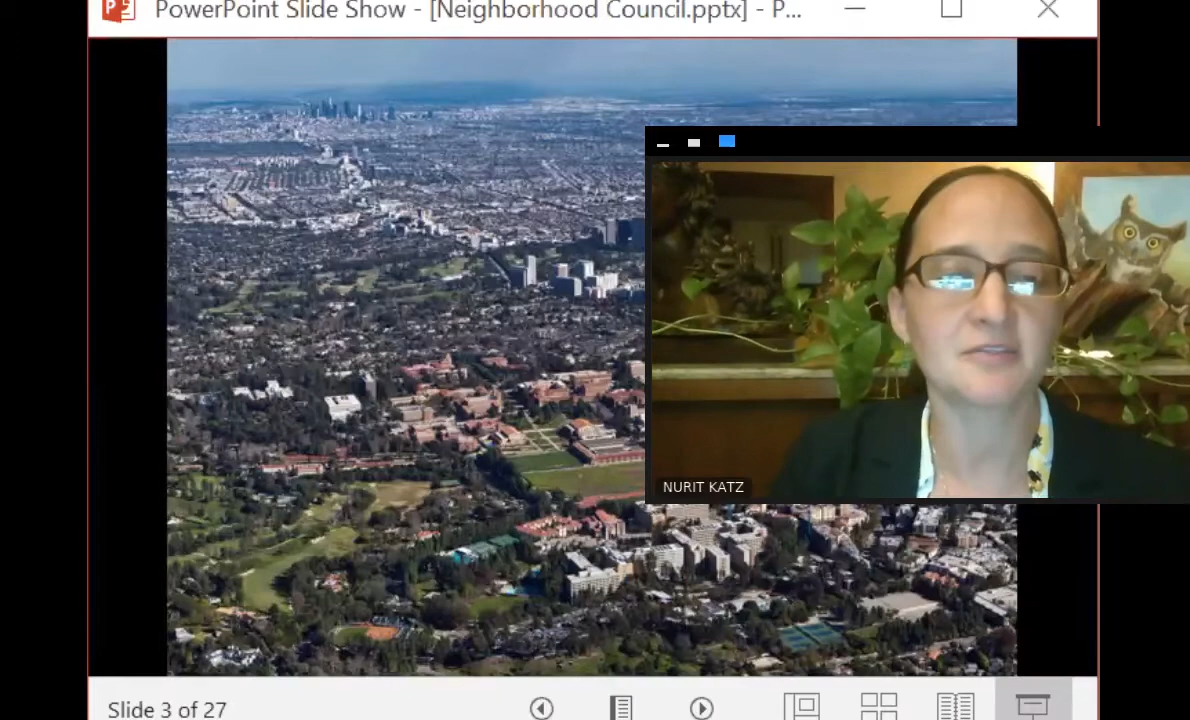 PowerPoint Slide Show - [Neighborhood Council.pptx] - P...
NURIT KATZ
Slide 3 of 27